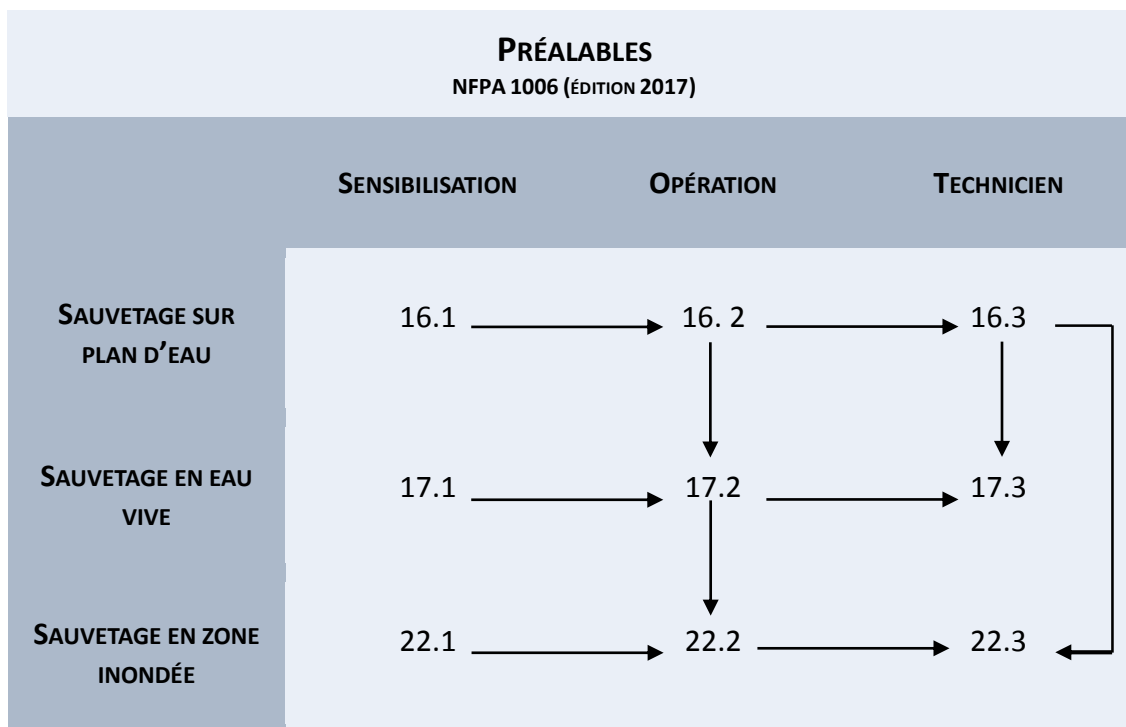 PRÉALABLES
NFPA 1006 (ÉDITION 2017)
SENSIBILISATION OPÉRATION TECHNICIEN
SAUVETAGE SUR
PLAN D’EAU
16.1 16. 2 16.3
SAUVETAGE EN EAU
VIVE
17.1 17.2 17.3
SAUVETAGE EN ZONE
INONDÉE
22.1 22.2 22.3